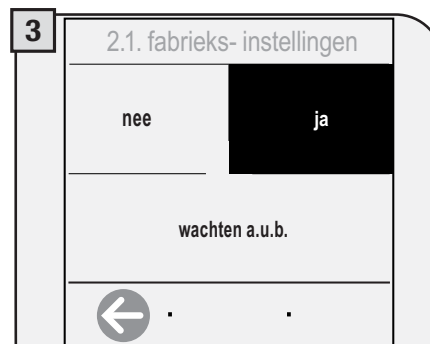 3
2.1. fabrieks- instellingen
nee ja
wachten a.u.b.